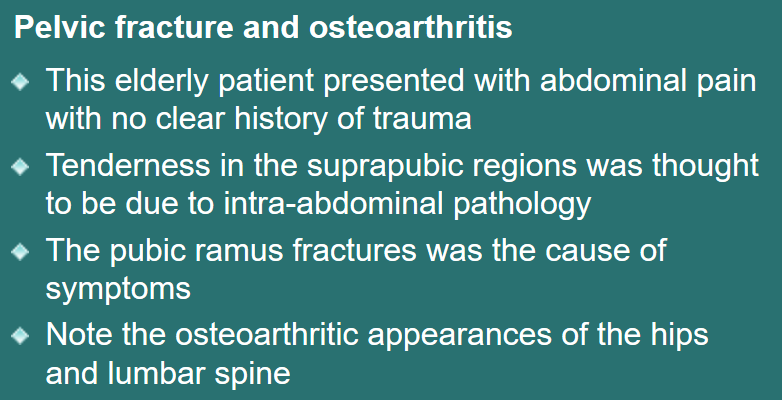 Pelvic fracture and osteoarthritis
This elderly patient presented with abdominal pain
with no clear history of trauma
Tenderness in the suprapubic regions was thought
to be due to intra-abdominal pathology
The pubic ramus fractures was the cause of
symptoms
Note the osteoarthritic appearances of the hips
and lumbar spine